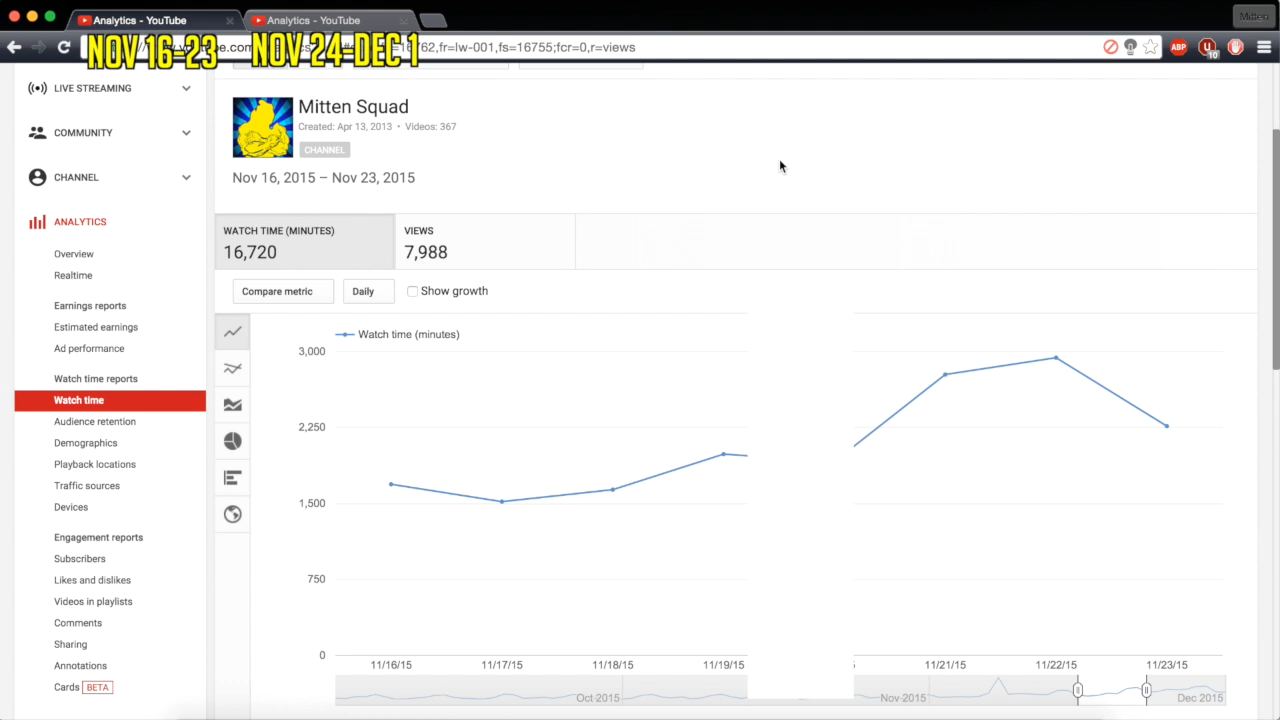 Analytics - YouTube
Analytics - YouTube
Mitten
NOV 16-23
NOV 24-DEC 1
.youtube.com
762,fr=lw-001,fs=16755;fcr=0,r=views
ABP
10
LIVE STREAMING
COMMUNITY
CHANNEL
ANALYTICS
Overview
Realtime
Earnings reports
Estimated earnings
Ad performance
Watch time reports
Watch time
Audience retention
Demographics
Playback locations
Traffic sources
Devices
Engagement reports
Subscribers
Likes and dislikes
Videos in playlists
Comments
Sharing
Annotations
Cards BETA
Mitten Squad
Created: Apr 13, 2013 • Videos: 367
CHANNEL
Nov 16, 2015 – Nov 23, 2015
WATCH TIME (MINUTES)
16,720
VIEWS
7,988
Compare metric
Daily
Show growth
Watch time (minutes)
3,000
2,250
1,500
750
0
11/16/15 11/17/15 11/18/15 11/19/15 11/21/15 11/22/15 11/23/15
Oct 2015 Nov 2015 Dec 2015